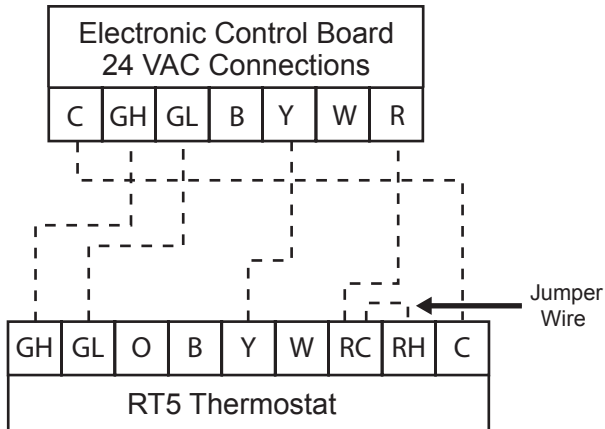 Electronic Control Board
24 VAC Connections
C GH GL B Y W R
Jumper
Wire
GH GL O B Y W RC RH C
RT5 Thermostat